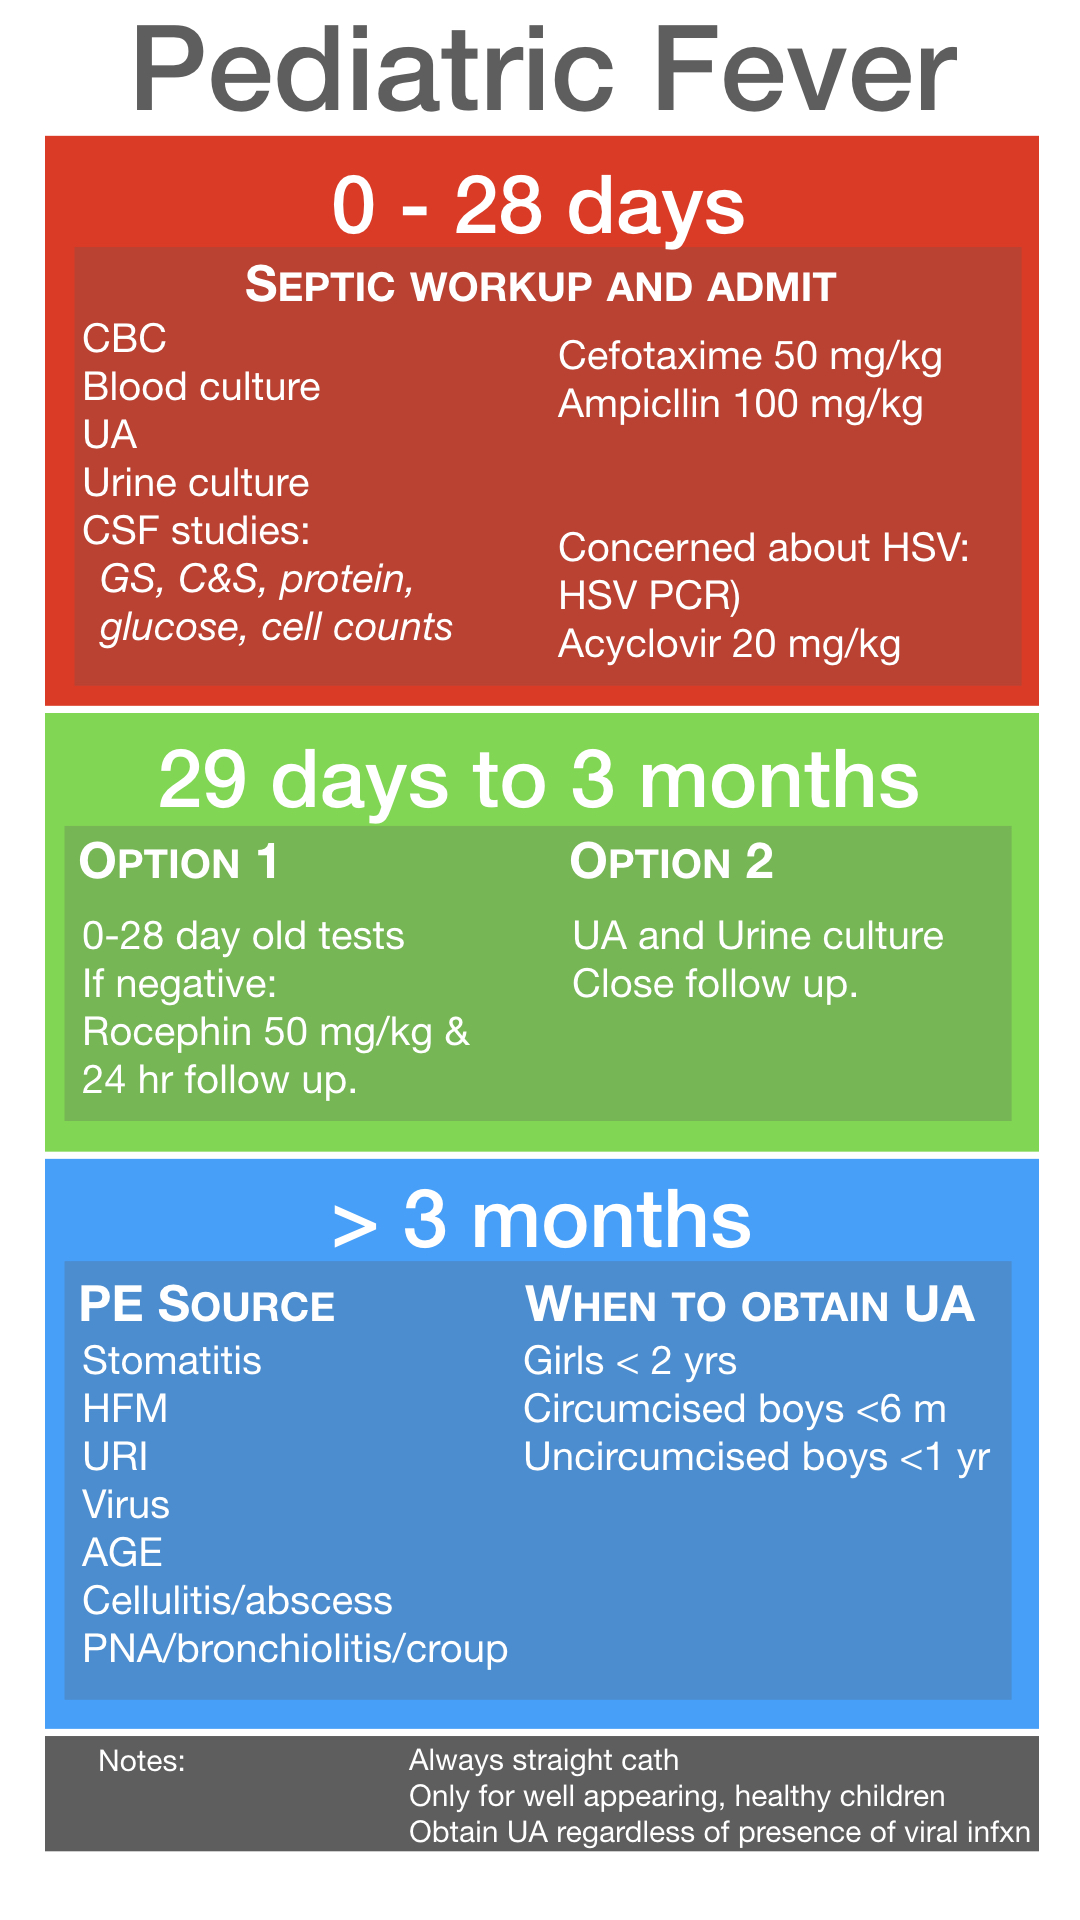 Pediatric Fever
0 - 28 days
SEPTIC WORKUP AND ADMIT
CBC
Blood culture
UA
Urine culture
CSF studies:
GS, C&S, protein,
glucose, cell counts
Cefotaxime 50 mg/kg
Ampicllin 100 mg/kg
Concerned about HSV:
HSV PCR)
Acyclovir 20 mg/kg
29 days to 3 months
OPTION 1
0-28 day old tests
If negative:
Rocephin 50 mg/kg &
24 hr follow up.
OPTION 2
UA and Urine culture
Close follow up.
> 3 months
PE SOURCE
Stomatitis
HFM
URI
Virus
AGE
Cellulitis/abscess
PNA/bronchiolitis/croup
WHEN TO OBTAIN UA
Girls < 2 yrs
Circumcised boys <6 m
Uncircumcised boys <1 yr
Notes:
Always straight cath
Only for well appearing, healthy children
Obtain UA regardless of presence of viral infxn